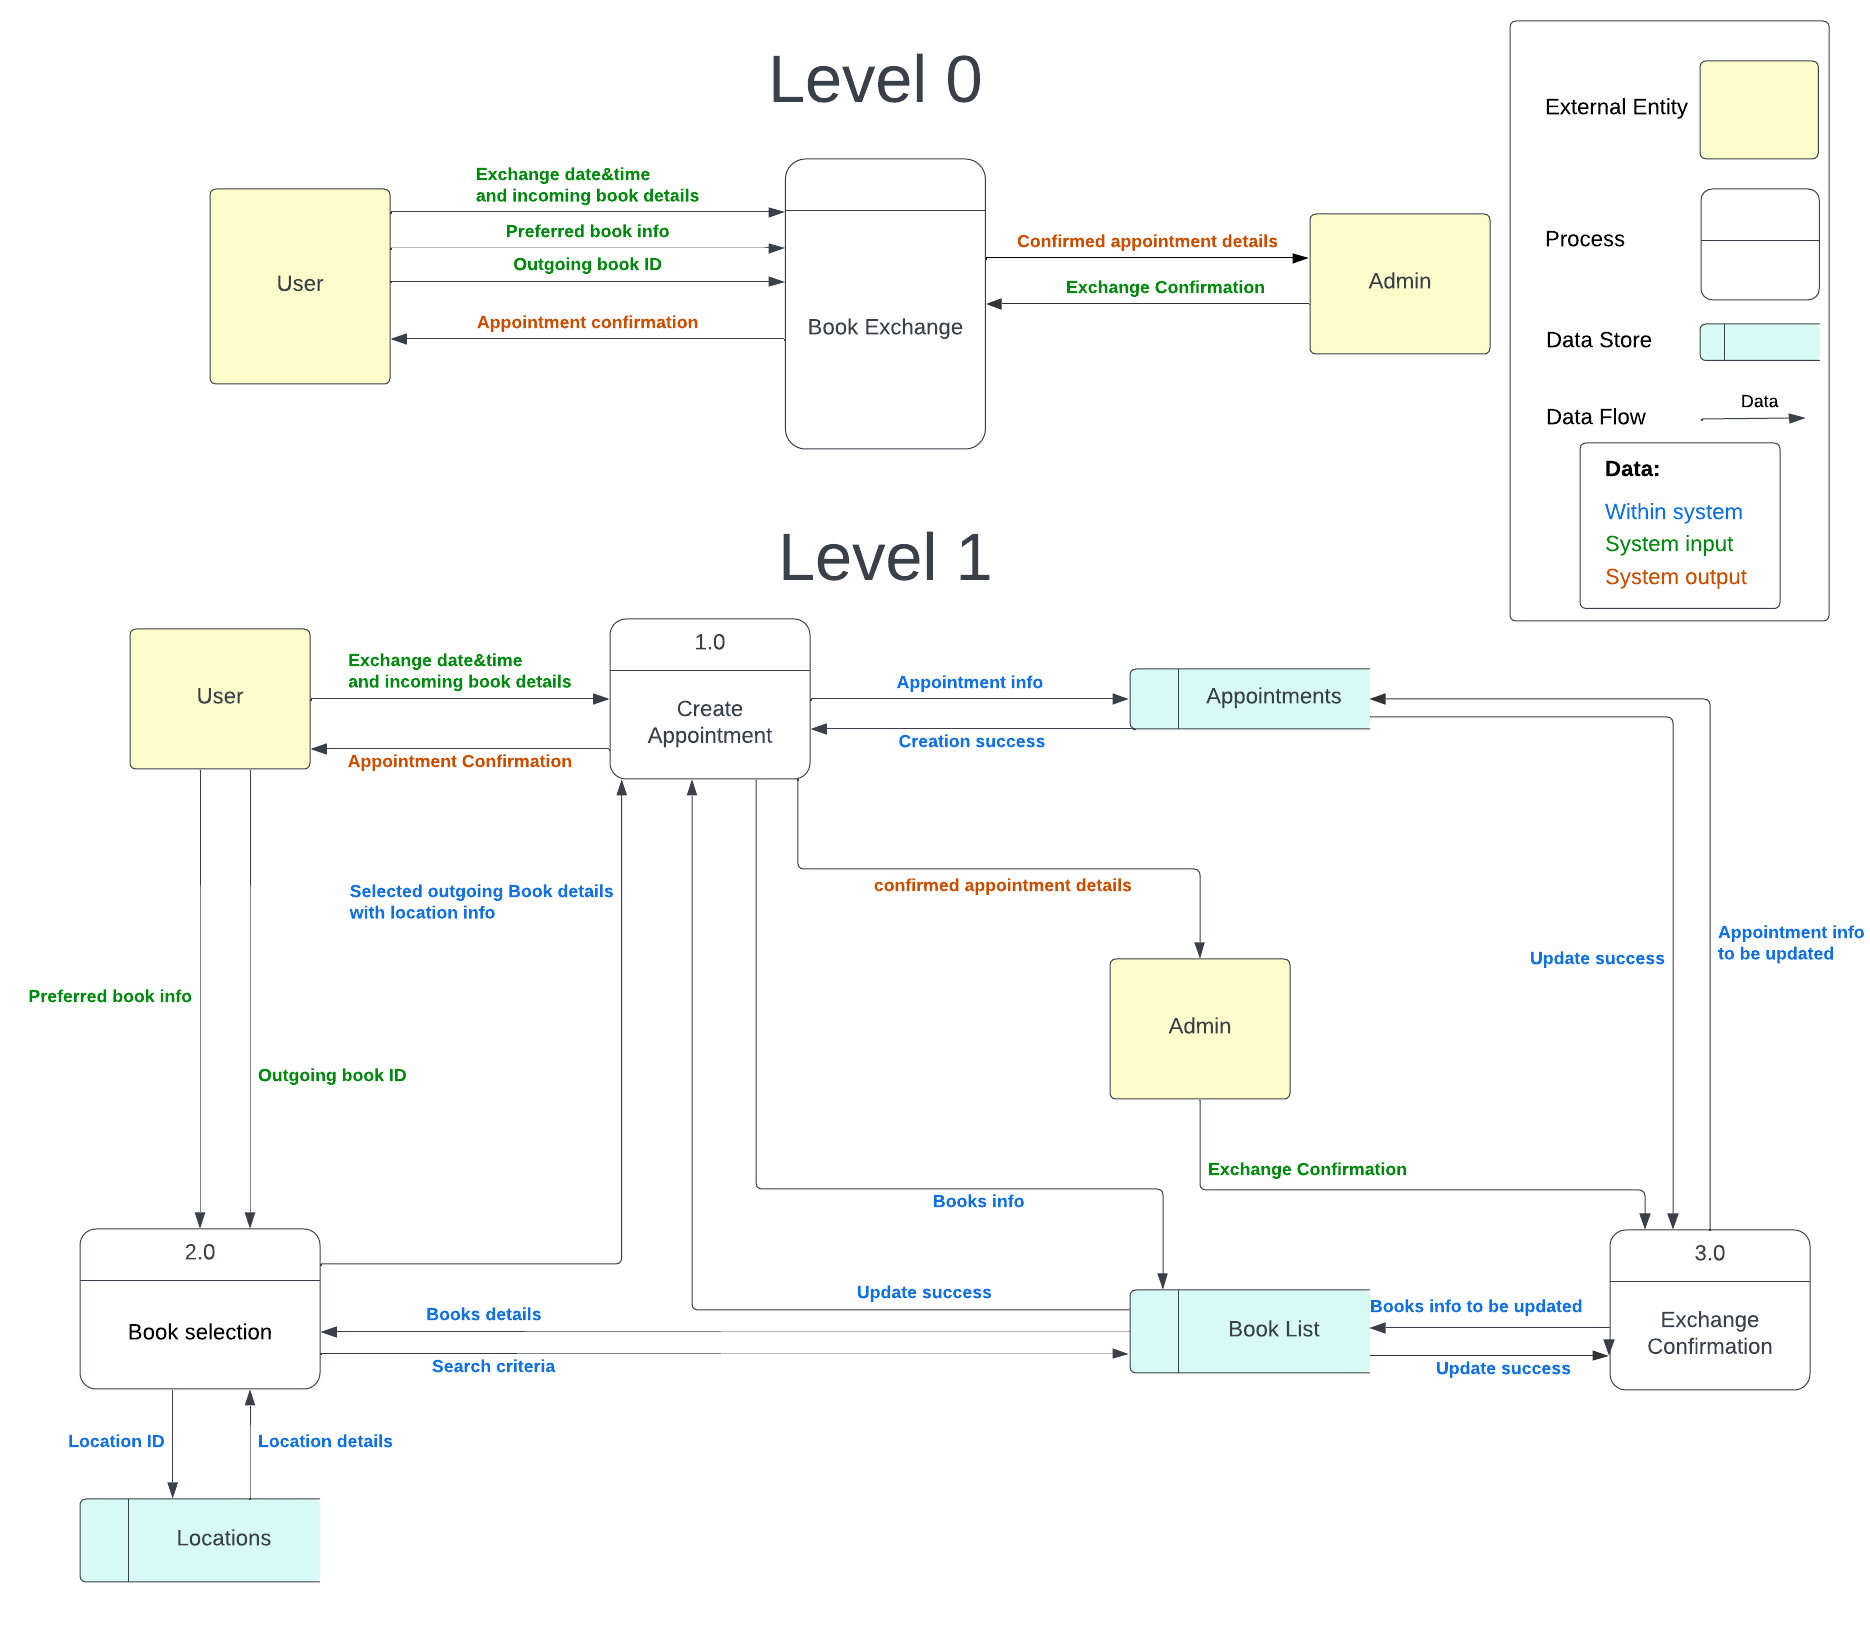 Level 0
External Entity
Process
Data Store
Data Flow
Data
Data:
Within system
System input
System output
User
Exchange date&time
and incoming book details
Preferred book info
Outgoing book ID
Appointment confirmation
Book Exchange
Confirmed appointment details
Exchange Confirmation
Admin
Level 1
User
Exchange date&time
and incoming book details
Appointment Confirmation
1.0
Create
Appointment
Appointment info
Creation success
Appointments
Selected outgoing Book details
with location info
confirmed appointment details
Update success
Appointment info
to be updated
Preferred book info
Outgoing book ID
Admin
Exchange Confirmation
Books info
2.0
Book selection
Update success
Books details
Search criteria
Book List
Books info to be updated
Update success
3.0
Exchange
Confirmation
Location ID
Location details
Locations